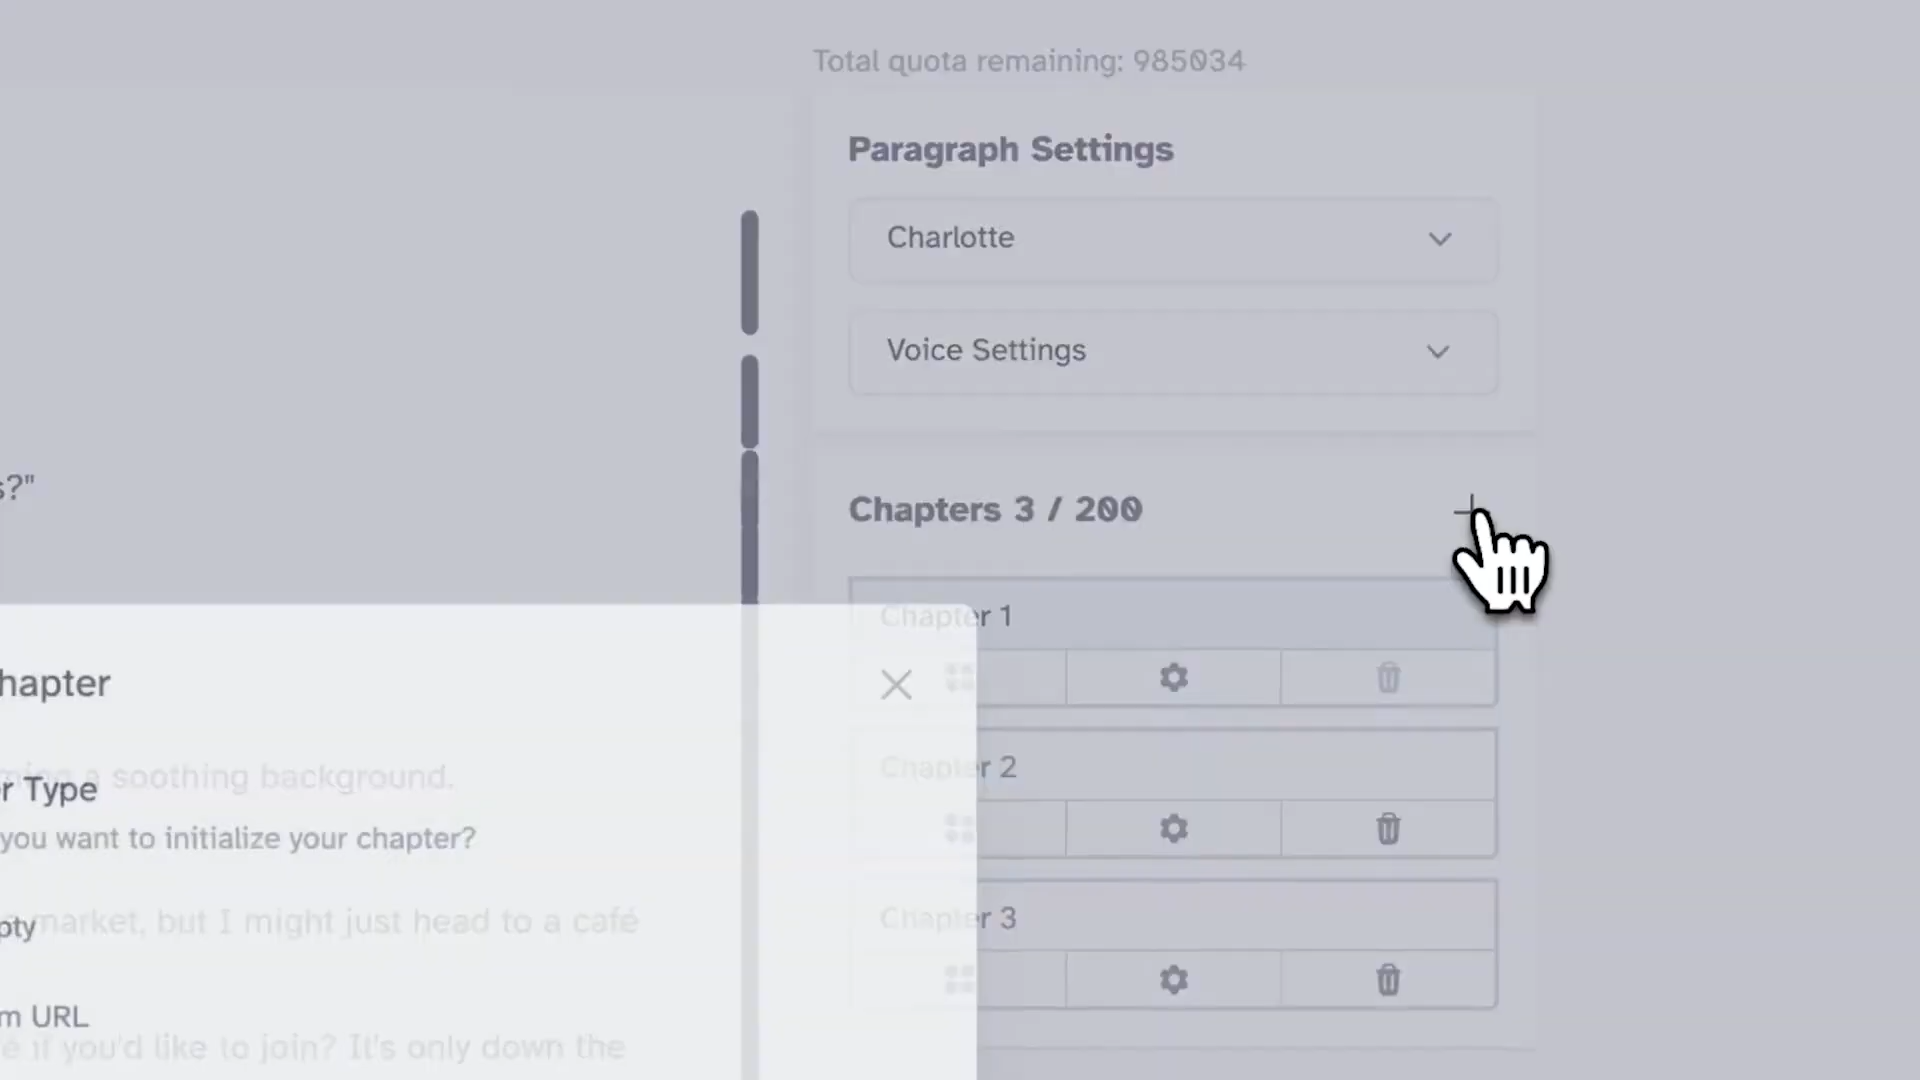 Total quota remaining: 985034
Paragraph Settings
Charlotte
Voice Settings
s?"
Chapters 3 / 200
Chapter 1
hapter
Chapter 2
ming a soothing background.
r Type
you want to initialize your chapter?
Chapter 3
market, but I might just head to a café
pty
m URL
e if you'd like to join? It's only down the